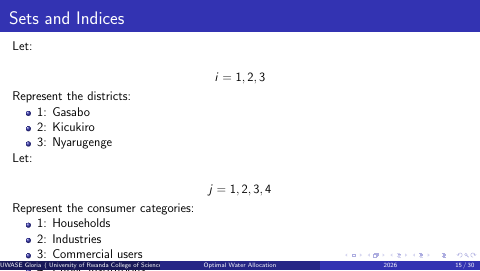 Sets and Indices
Let:
i = 1, 2, 3
Represent the districts:
1: Gasabo
2: Kicukiro
3: Nyarugenge
Let:
j = 1, 2, 3, 4
Represent the consumer categories:
1: Households
2: Industries
3: Commercial users
UWASE Gloria | University of Rwanda College of Science Optimal Water Allocation 2026 15 / 30